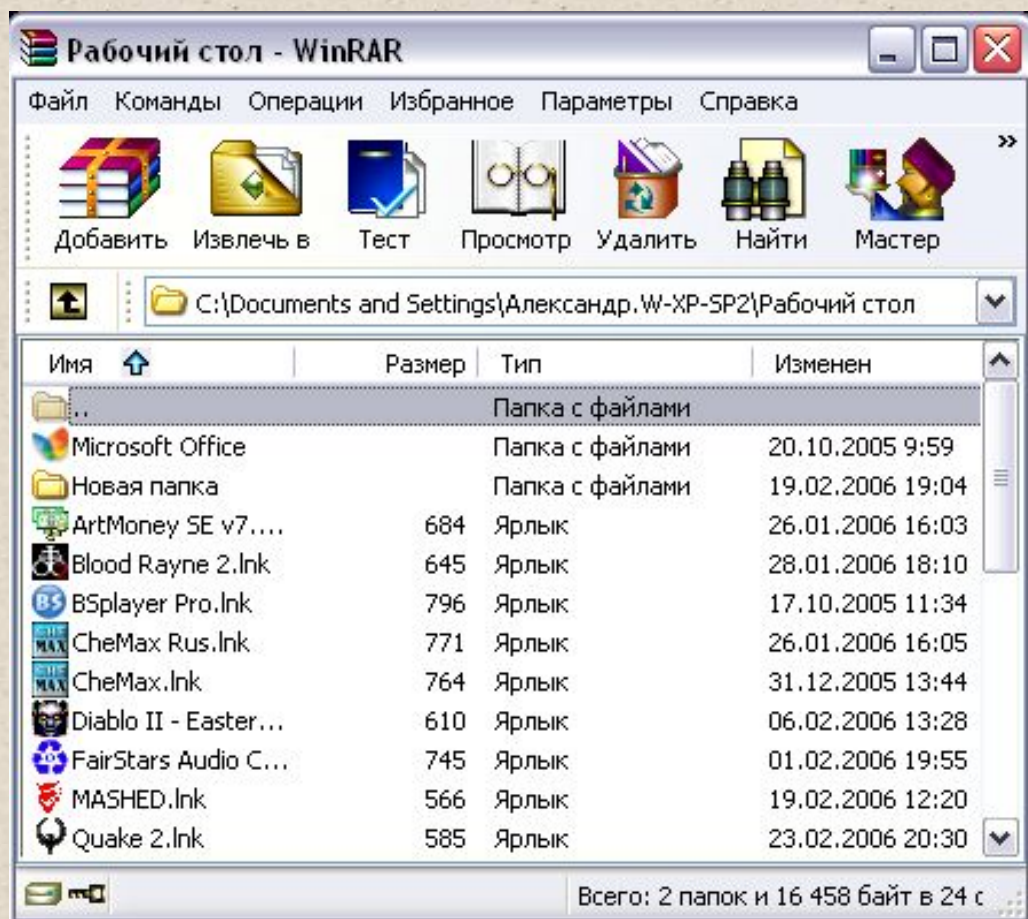 Рабочий стол - WinRAR
Файл Команды Операции Избранное Параметры Справка
»
Добавить Извлечь в Тест Просмотр Удалить Найти Мастер
C:\Documents and Settings\Александр.W-XP-SP2\Рабочий стол
Имя Размер Тип Изменен
.. Папка с файлами
Microsoft Office Папка с файлами 20.10.2005 9:59
Новая папка Папка с файлами 19.02.2006 19:04
ArtMoney SE v7.... 684 Ярлык 26.01.2006 16:03
Blood Rayne 2.lnk 645 Ярлык 28.01.2006 18:10
BS BSplayer Pro.lnk 796 Ярлык 17.10.2005 11:34
MAX CheMax Rus.lnk 771 Ярлык 26.01.2006 16:05
MAX CheMax.lnk 764 Ярлык 31.12.2005 13:44
Diablo II - Easter... 610 Ярлык 06.02.2006 13:28
FairStars Audio C... 745 Ярлык 01.02.2006 19:55
MASHED.lnk 566 Ярлык 19.02.2006 12:20
Quake 2.lnk 585 Ярлык 23.02.2006 20:30
Всего: 2 папок и 16 458 байт в 24 с